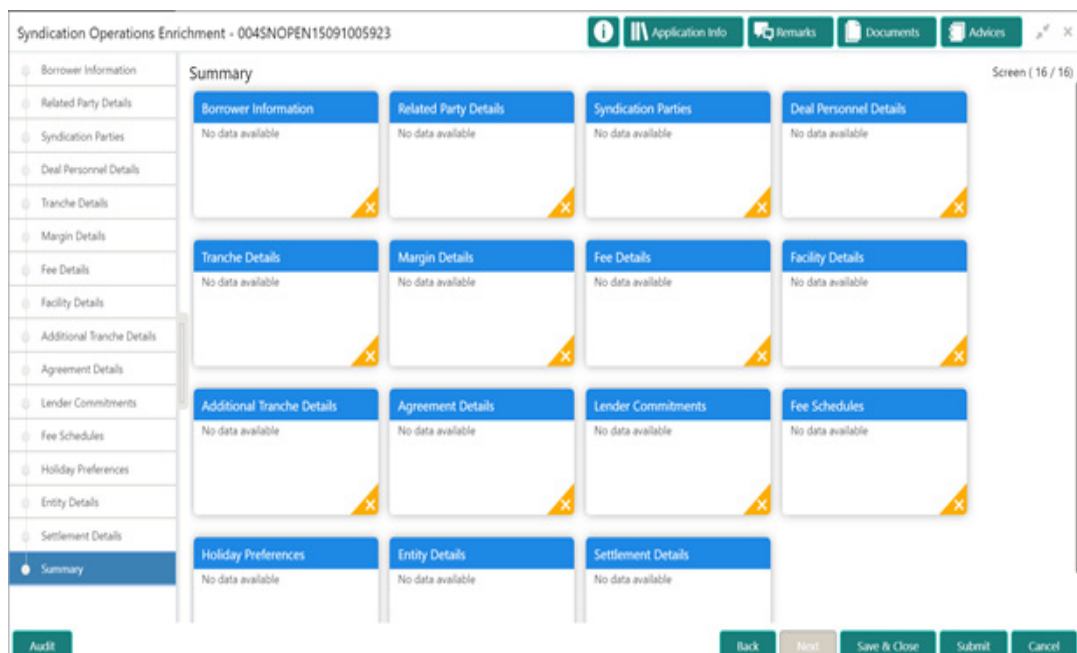 Syndication Operations Enrichment - 004SNOPEN15091005923
Application Info
Remarks
Documents
Advices
Borrower Information
Related Party Details
Syndication Parties
Deal Personnel Details
Tranche Details
Margin Details
Fee Details
Facility Details
Additional Tranche Details
Agreement Details
Lender Commitments
Fee Schedules
Holiday Preferences
Entity Details
Settlement Details
Summary
Summary
Screen ( 16 / 16)
Borrower Information
No data available
Related Party Details
No data available
Syndication Parties
No data available
Deal Personnel Details
No data available
Tranche Details
No data available
Margin Details
No data available
Fee Details
No data available
Facility Details
No data available
Additional Tranche Details
No data available
Agreement Details
No data available
Lender Commitments
No data available
Fee Schedules
No data available
Holiday Preferences
No data available
Entity Details
No data available
Settlement Details
No data available
Audit
Back
Next
Save & Close
Submit
Cancel